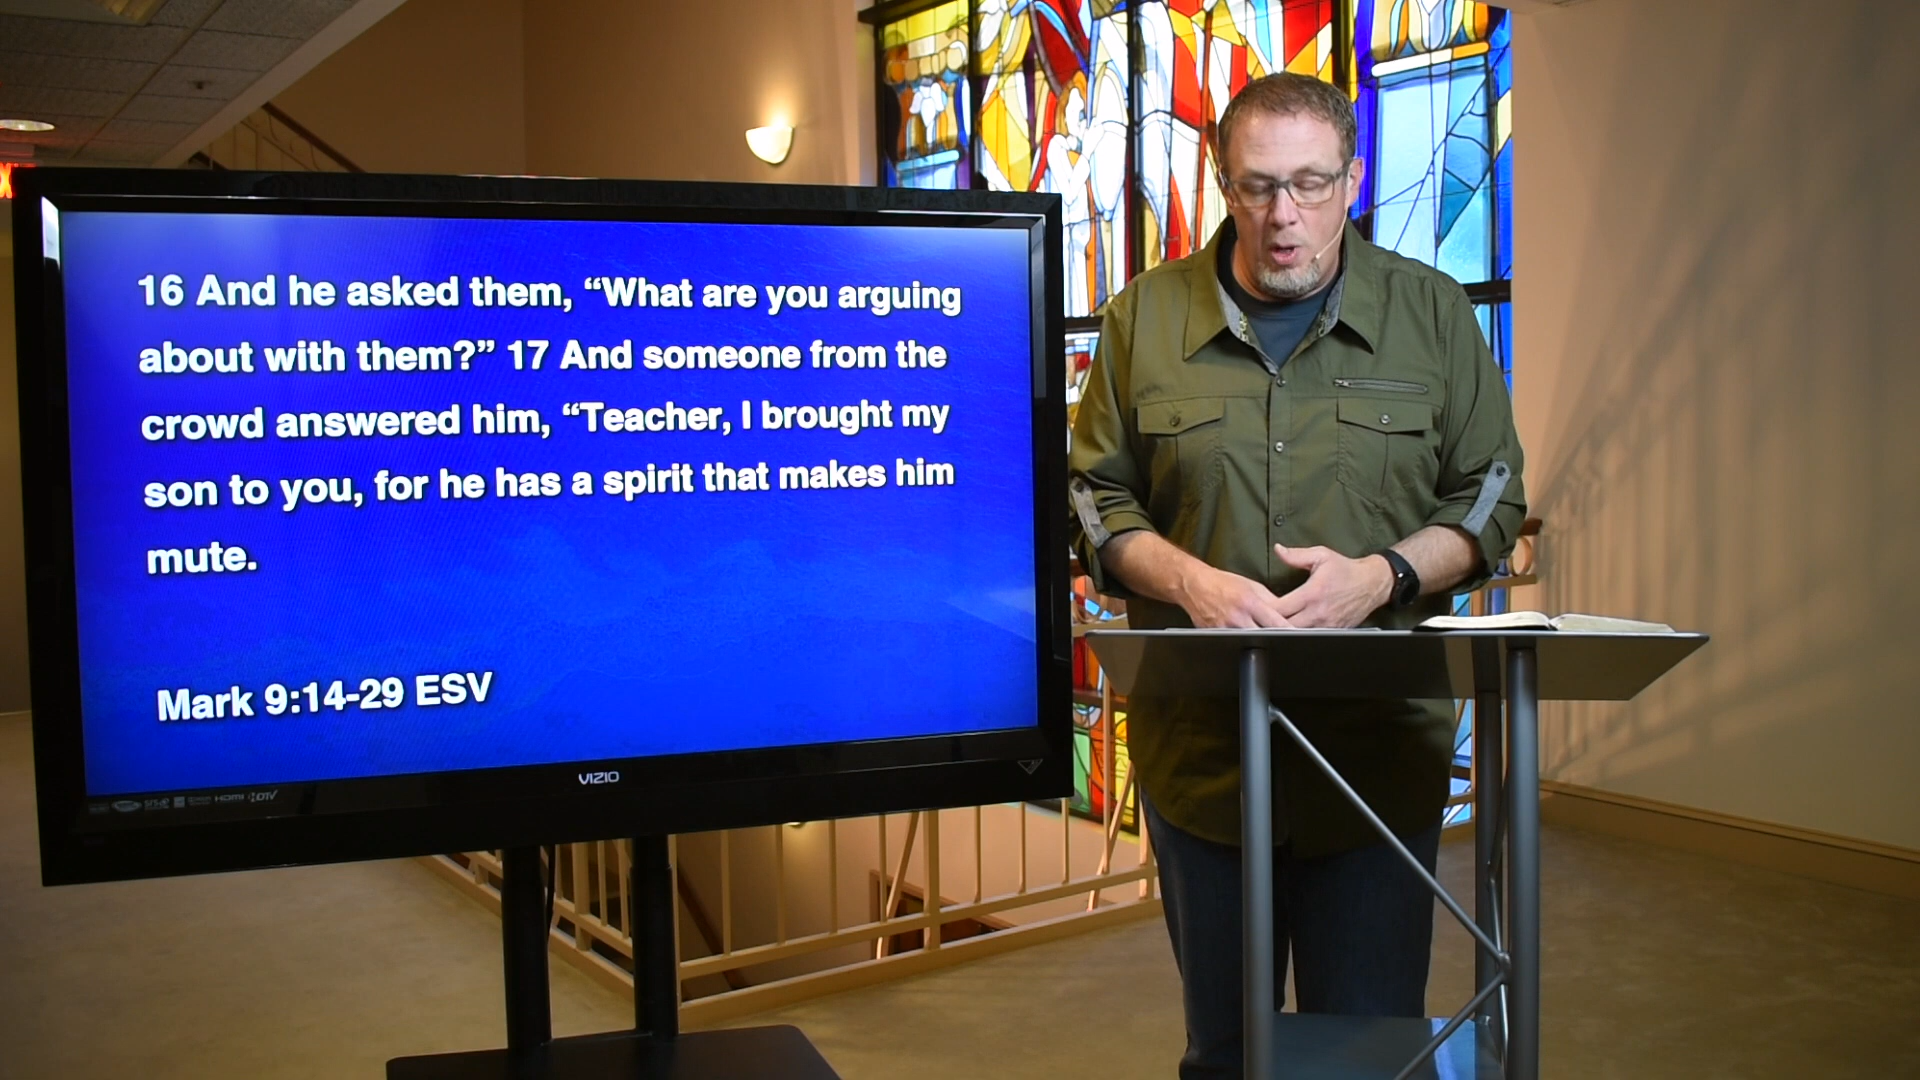 16 And he asked them, “What are you arguing
about with them?” 17 And someone from the
crowd answered him, “Teacher, I brought my
son to you, for he has a spirit that makes him
mute.
Mark 9:14-29 ESV
VIZIO
HDMI HDTV